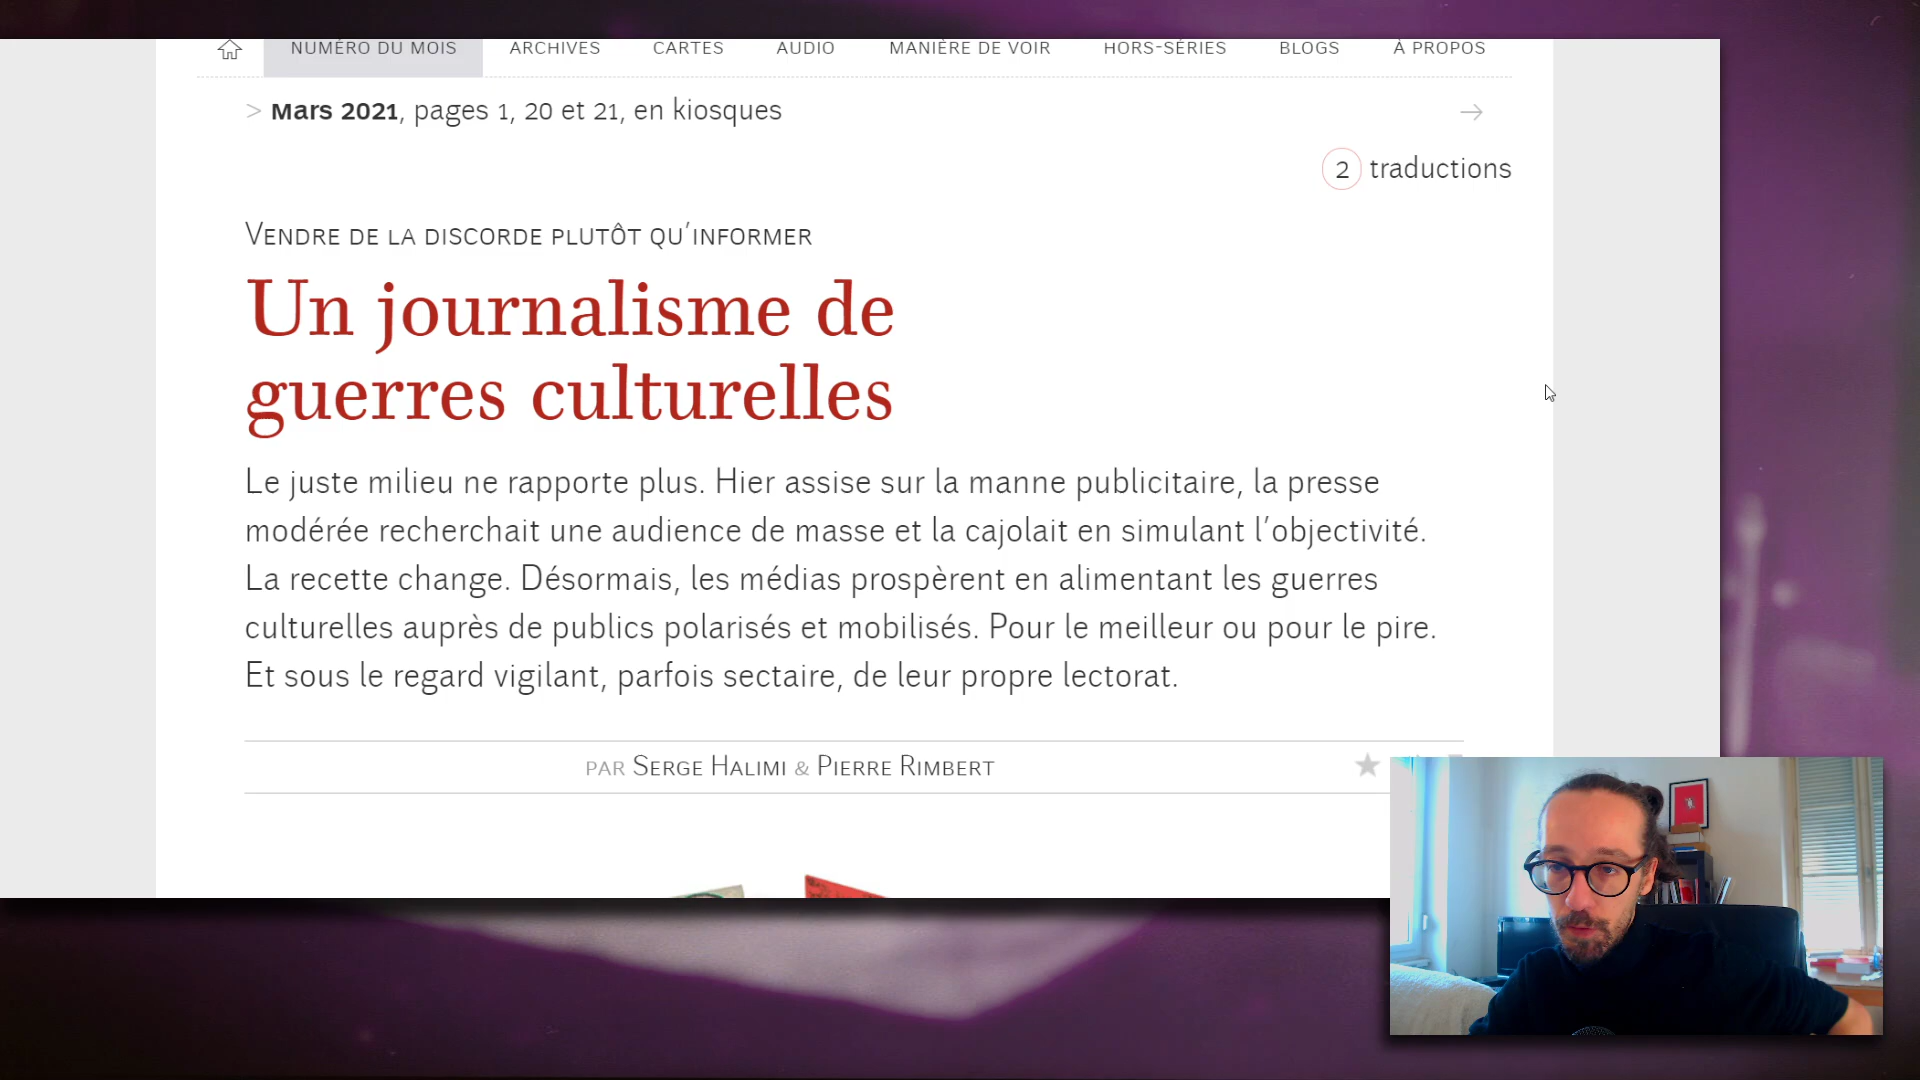 NUMÉRO DU MOIS ARCHIVES CARTES AUDIO MANIÈRE DE VOIR HORS-SÉRIES BLOGS À PROPOS
> Mars 2021, pages 1, 20 et 21, en kiosques →
2 traductions
Vendre de la discorde plutôt qu’informer
Un journalisme de
guerres culturelles
Le juste milieu ne rapporte plus. Hier assise sur la manne publicitaire, la presse
modérée recherchait une audience de masse et la cajolait en simulant l’objectivité.
La recette change. Désormais, les médias prospèrent en alimentant les guerres
culturelles auprès de publics polarisés et mobilisés. Pour le meilleur ou pour le pire.
Et sous le regard vigilant, parfois sectaire, de leur propre lectorat.
par Serge Halimi & Pierre Rimbert